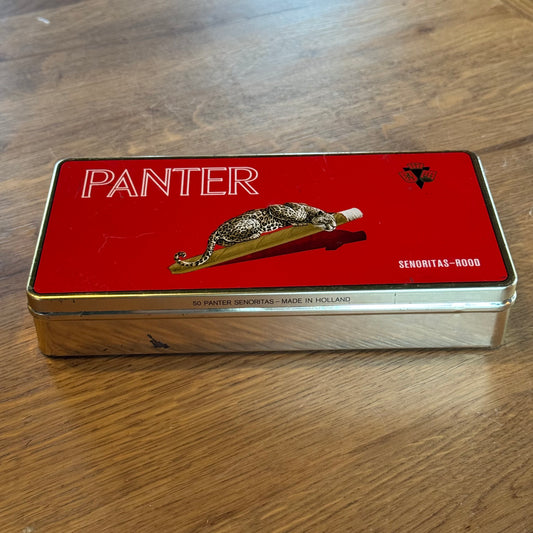 PANTER
SENORITAS-ROOD
50 PANTER SENORITAS - MADE IN HOLLAND